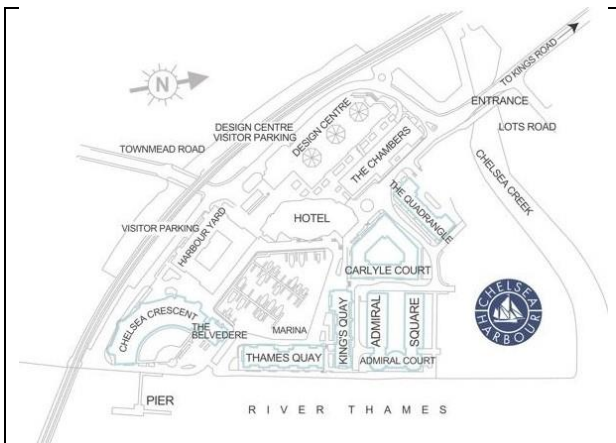 TO KINGS ROAD
N
ENTRANCE
DESIGN CENTRE
VISITOR PARKING
DESIGN CENTRE
LOTS ROAD
TOWNMEAD ROAD
THE CHAMBERS
CHELSEA CREEK
THE QUADRANGLE
HOTEL
VISITOR PARKING
HARBOUR YARD
CARLYLE COURT
CHELSEA
HARBOUR
CHELSEA CRESCENT
THE
BELVEDERE
MARINA
KING'S QUAY
ADMIRAL
SQUARE
THAMES QUAY
ADMIRAL COURT
PIER
RIVER THAMES